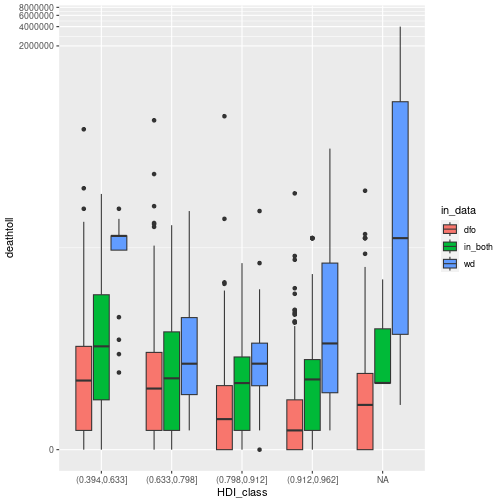 8000000
6000000
4000000
2000000
0
deathtoll
(0.394,0.633]
(0.633,0.798]
(0.798,0.912]
(0.912,0.962]
NA
HDI_class
in_data
dfo
in_both
wd